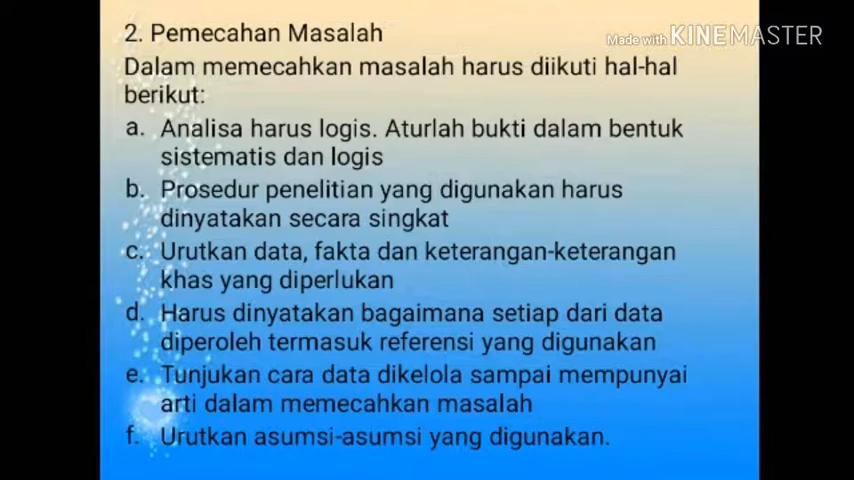 2. Pemecahan Masalah
Made with KINEMASTER
Dalam memecahkan masalah harus diikuti hal-hal
berikut:
a. Analisa harus logis. Aturlah bukti dalam bentuk
sistematis dan logis
b. Prosedur penelitian yang digunakan harus
dinyatakan secara singkat
c. Urutkan data, fakta dan keterangan-keterangan
khas yang diperlukan
d. Harus dinyatakan bagaimana setiap dari data
diperoleh termasuk referensi yang digunakan
e. Tunjukan cara data dikelola sampai mempunyai
arti dalam memecahkan masalah
f. Urutkan asumsi-asumsi yang digunakan.